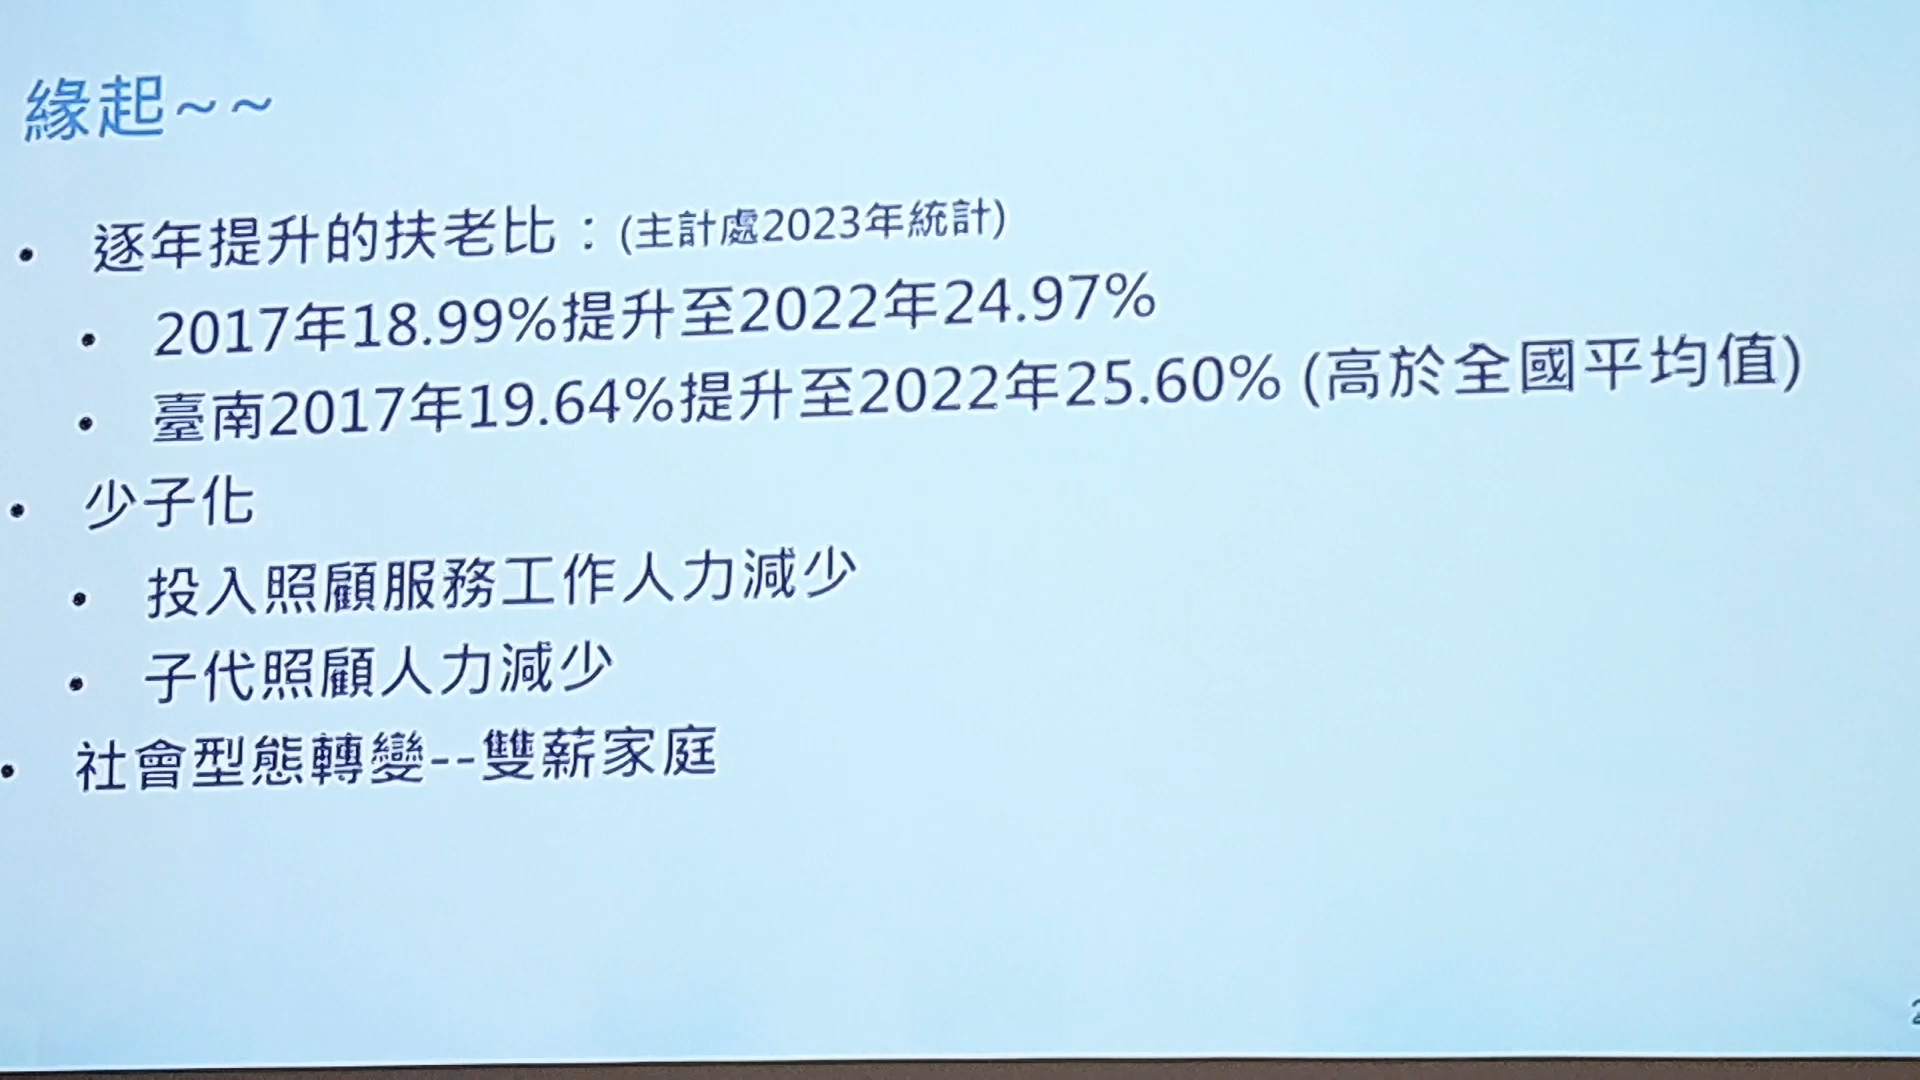 緣起~~
• 逐年提升的扶老比：(主計處2023年統計)
• 2017年18.99%提升至2022年24.97%
• 臺南2017年19.64%提升至2022年25.60% (高於全國平均值)
• 少子化
• 投入照顧服務工作人力減少
• 子代照顧人力減少
• 社會型態轉變--雙薪家庭
2